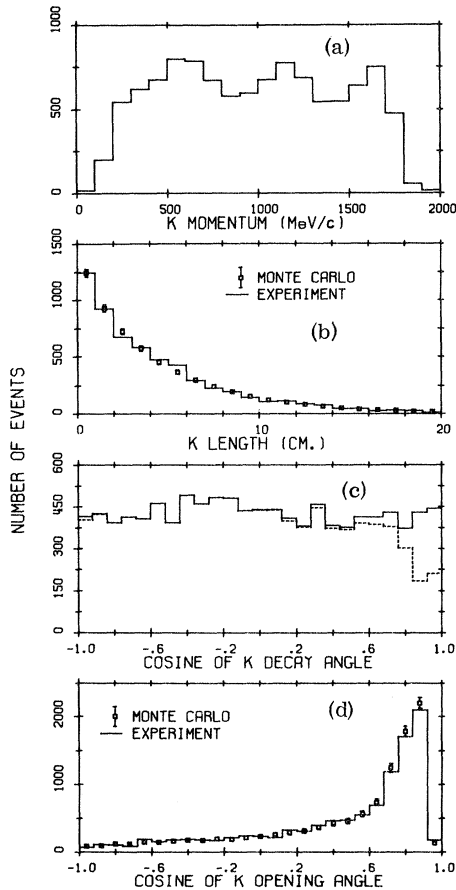 NUMBER OF EVENTS
(a)
1000
500
0
0 500 1000 1500 2000
K MOMENTUM (MeV/c)
1500
1000
500
0
MONTE CARLO
EXPERIMENT
(b)
0 10 20
K LENGTH (CM.)
600
450
300
150
0
(c)
-1.0 -.6 -.2 .2 .6 1.0
COSINE OF K DECAY ANGLE
2000
1000
0
MONTE CARLO
EXPERIMENT
(d)
-1.0 -.6 -.2 .2 .6 1.0
COSINE OF K OPENING ANGLE